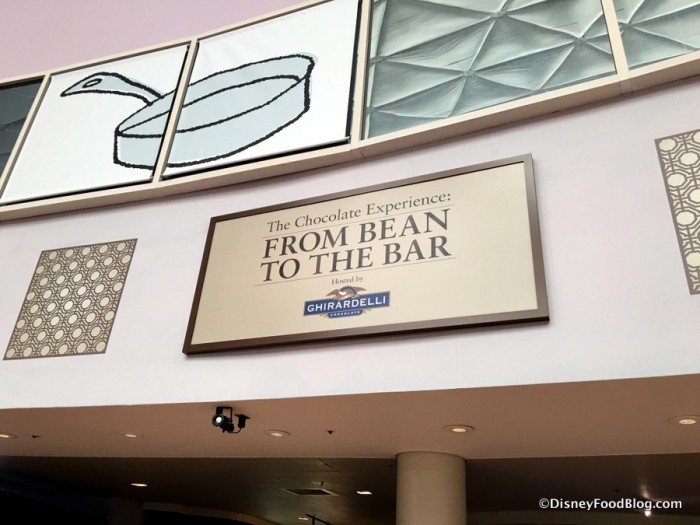 The Chocolate Experience:
FROM BEAN
TO THE BAR
Hosted by
GHIRARDELLI
CHOCOLATE
©DisneyFoodBlog.com